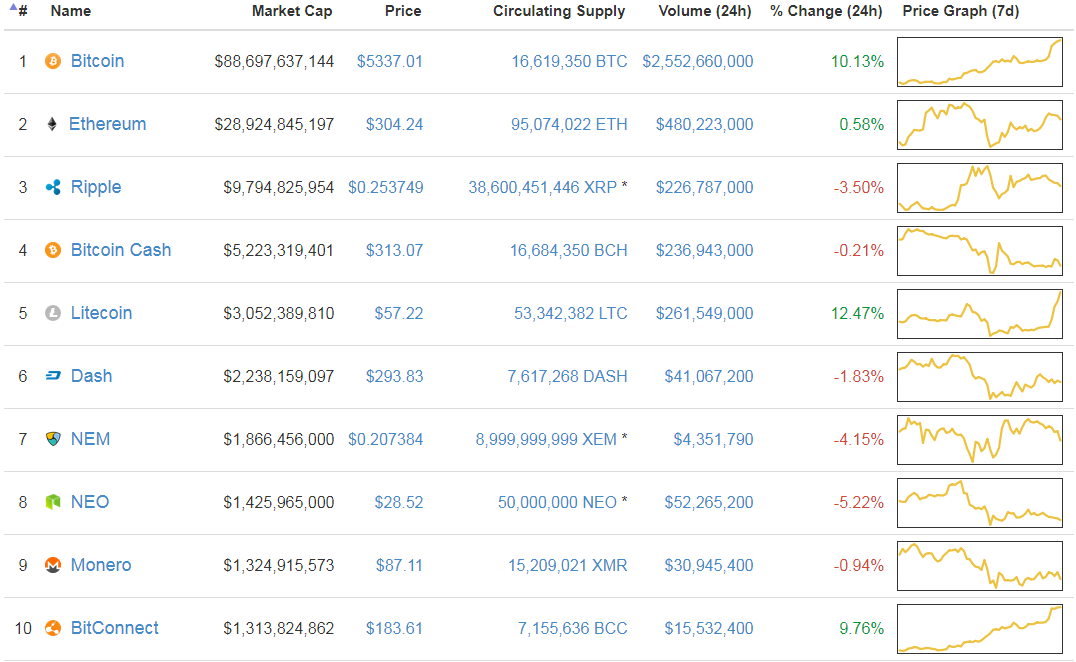 # Name Market Cap Price Circulating Supply Volume (24h) % Change (24h) Price Graph (7d)
1 Bitcoin $88,697,637,144 $5337.01 16,619,350 BTC $2,552,660,000 10.13%
2 Ethereum $28,924,845,197 $304.24 95,074,022 ETH $480,223,000 0.58%
3 Ripple $9,794,825,954 $0.253749 38,600,451,446 XRP * $226,787,000 -3.50%
4 Bitcoin Cash $5,223,319,401 $313.07 16,684,350 BCH $236,943,000 -0.21%
5 Litecoin $3,052,389,810 $57.22 53,342,382 LTC $261,549,000 12.47%
6 Dash $2,238,159,097 $293.83 7,617,268 DASH $41,067,200 -1.83%
7 NEM $1,866,456,000 $0.207384 8,999,999,999 XEM * $4,351,790 -4.15%
8 NEO $1,425,965,000 $28.52 50,000,000 NEO * $52,265,200 -5.22%
9 Monero $1,324,915,573 $87.11 15,209,021 XMR $30,945,400 -0.94%
10 BitConnect $1,313,824,862 $183.61 7,155,636 BCC $15,532,400 9.76%